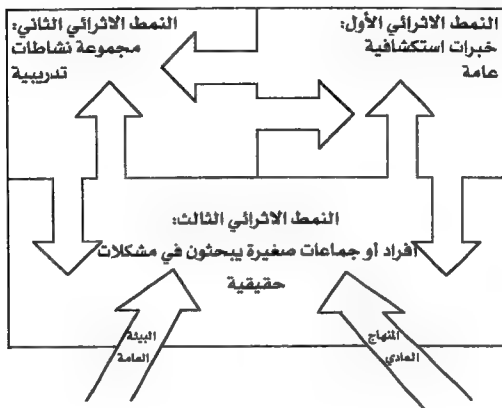 النمط الاثرائي الأول:
خبرات استكشافية
عامة
النمط الاثرائي الثاني:
مجموعة نشاطات
تدريبية
النمط الاثرائي الثالث:
أفراد أو جماعات صغيرة يبحثون في مشكلات
حقيقية
المنهاج
العادي
البيئة
العامة